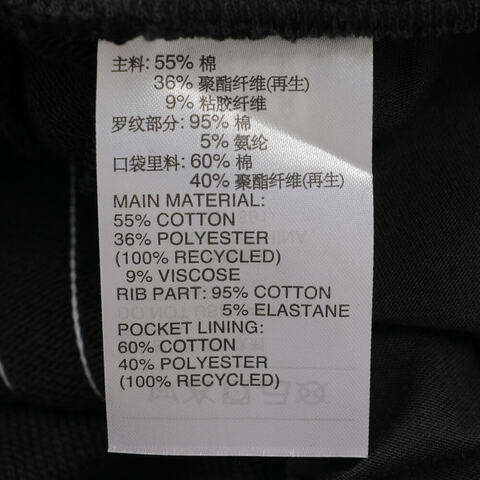 主料: 55% 棉
36% 聚酯纤维(再生)
9% 粘胶纤维
罗纹部分: 95% 棉
5% 氨纶
口袋里料: 60% 棉
40% 聚酯纤维(再生)
MAIN MATERIAL:
55% COTTON
36% POLYESTER
(100% RECYCLED)
9% VISCOSE
RIB PART: 95% COTTON
5% ELASTANE
POCKET LINING:
60% COTTON
40% POLYESTER
(100% RECYCLED)